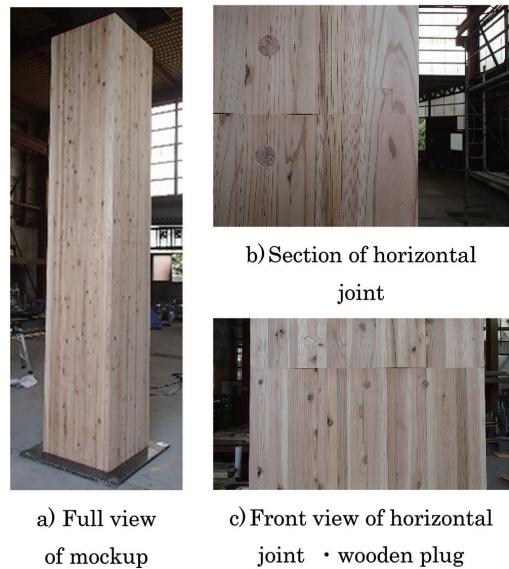 a) Full view
of mockup
b) Section of horizontal
joint
c) Front view of horizontal
joint ・wooden plug